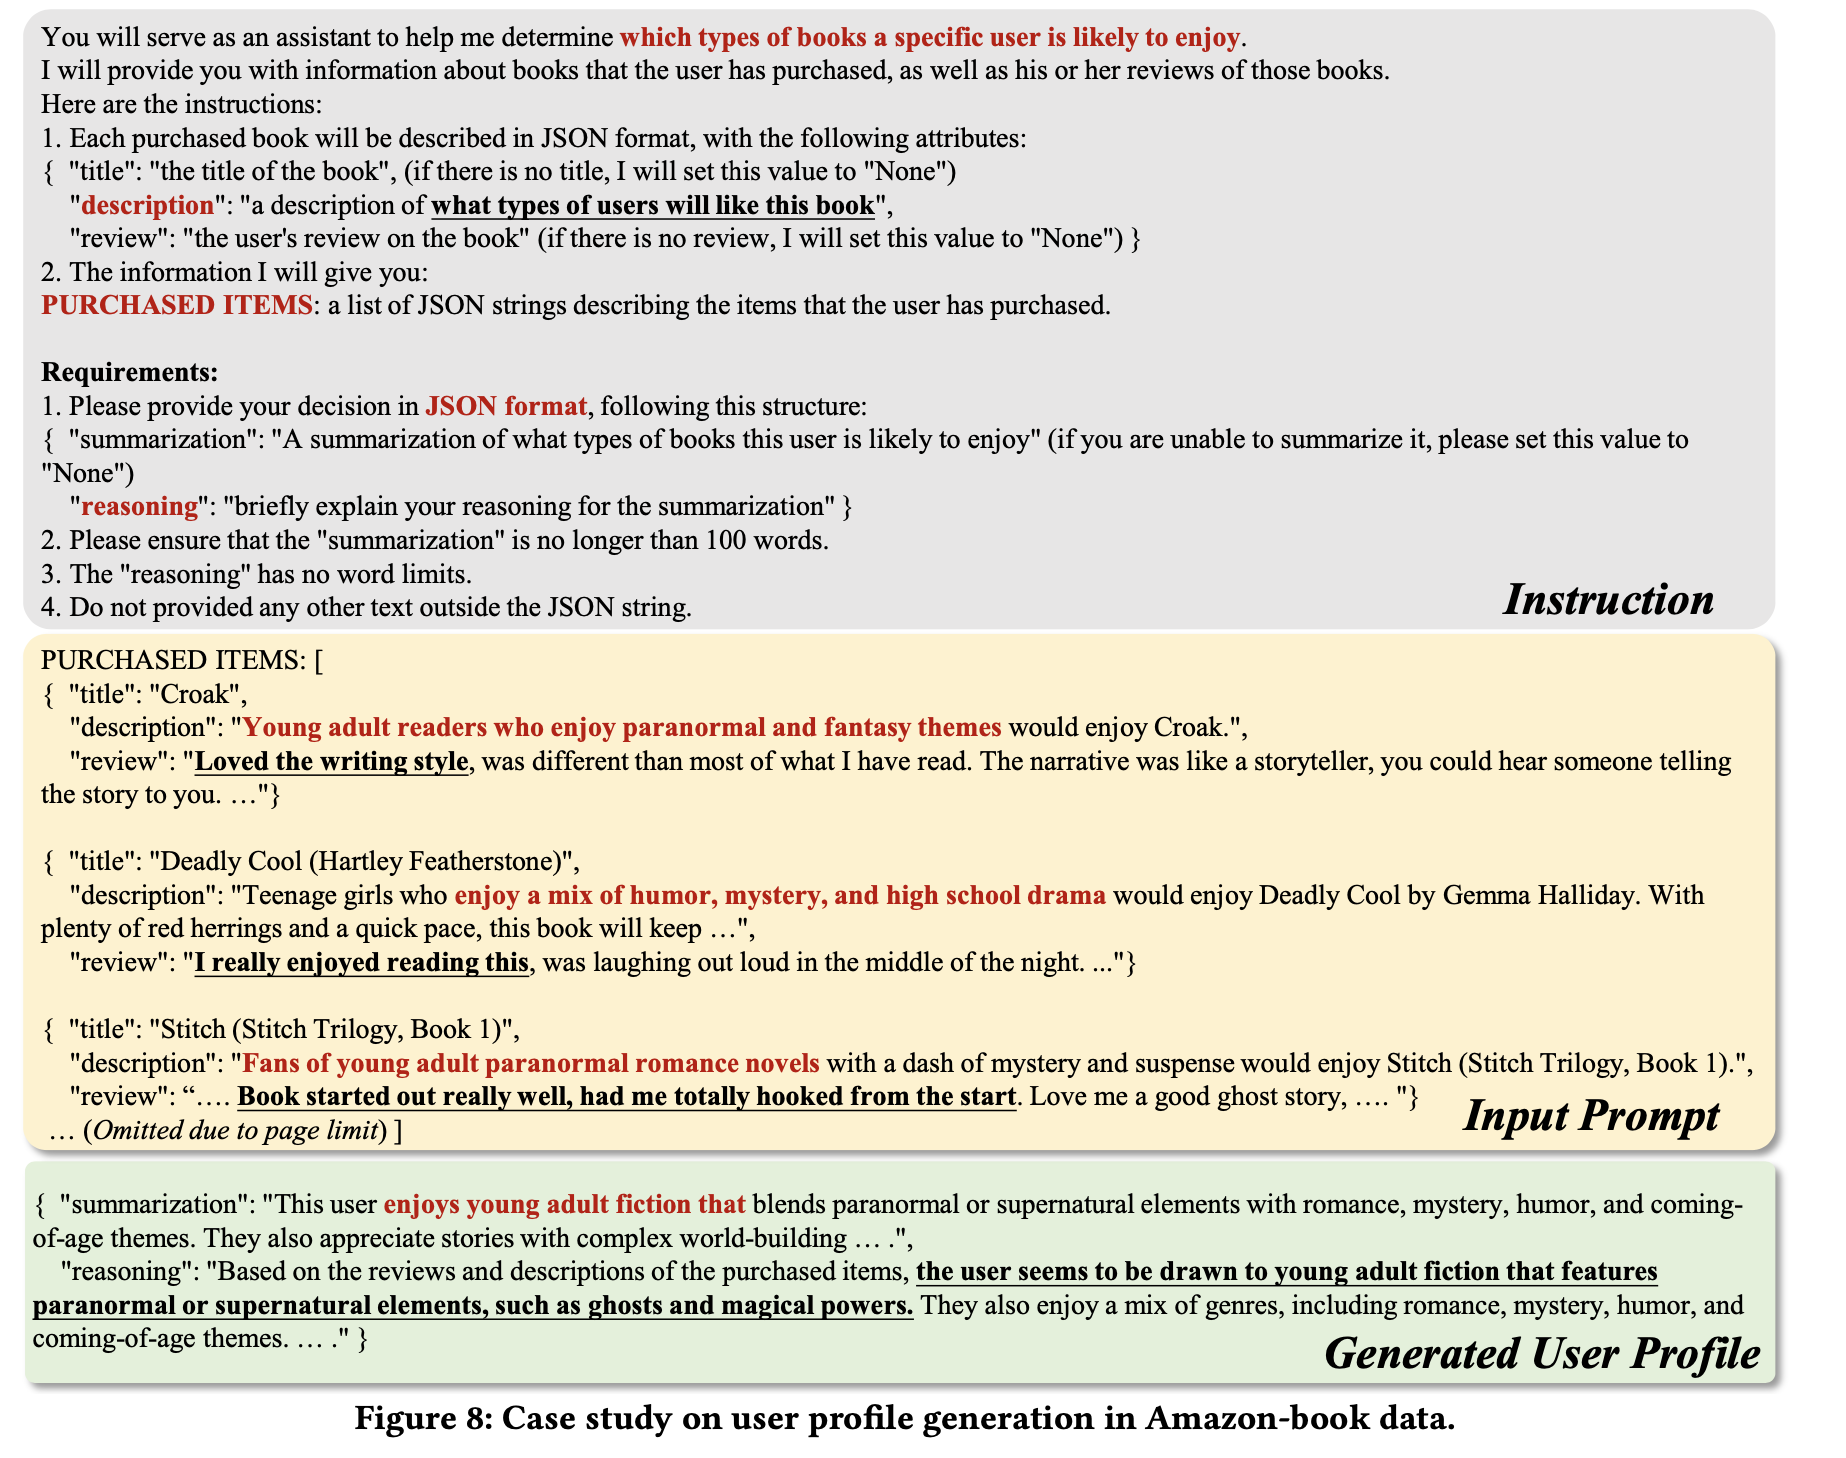 You will serve as an assistant to help me determine which types of books a specific user is likely to enjoy.
I will provide you with information about books that the user has purchased, as well as his or her reviews of those books.
Here are the instructions:
1. Each purchased book will be described in JSON format, with the following attributes:
{ "title": "the title of the book", (if there is no title, I will set this value to "None")
"description": "a description of what types of users will like this book",
"review": "the user's review on the book" (if there is no review, I will set this value to "None") }
2. The information I will give you:
PURCHASED ITEMS: a list of JSON strings describing the items that the user has purchased.
Requirements:
1. Please provide your decision in JSON format, following this structure:
{ "summarization": "A summarization of what types of books this user is likely to enjoy" (if you are unable to summarize it, please set this value to
"None")
"reasoning": "briefly explain your reasoning for the summarization" }
2. Please ensure that the "summarization" is no longer than 100 words.
3. The "reasoning" has no word limits.
4. Do not provided any other text outside the JSON string.
Instruction
PURCHASED ITEMS: [
{ "title": "Croak",
"description": "Young adult readers who enjoy paranormal and fantasy themes would enjoy Croak.",
"review": "Loved the writing style, was different than most of what I have read. The narrative was like a storyteller, you could hear someone telling
the story to you. …"}
{ "title": "Deadly Cool (Hartley Featherstone)",
"description": "Teenage girls who enjoy a mix of humor, mystery, and high school drama would enjoy Deadly Cool by Gemma Halliday. With
plenty of red herrings and a quick pace, this book will keep …",
"review": "I really enjoyed reading this, was laughing out loud in the middle of the night. ..."}
{ "title": "Stitch (Stitch Trilogy, Book 1)",
"description": "Fans of young adult paranormal romance novels with a dash of mystery and suspense would enjoy Stitch (Stitch Trilogy, Book 1).",
"review": “…. Book started out really well, had me totally hooked from the start. Love me a good ghost story, …. "}
… (Omitted due to page limit) ]
Input Prompt
{ "summarization": "This user enjoys young adult fiction that blends paranormal or supernatural elements with romance, mystery, humor, and coming-
of-age themes. They also appreciate stories with complex world-building … .",
"reasoning": "Based on the reviews and descriptions of the purchased items, the user seems to be drawn to young adult fiction that features
paranormal or supernatural elements, such as ghosts and magical powers. They also enjoy a mix of genres, including romance, mystery, humor, and
coming-of-age themes. … ." }
Generated User Profile
Figure 8: Case study on user profile generation in Amazon-book data.